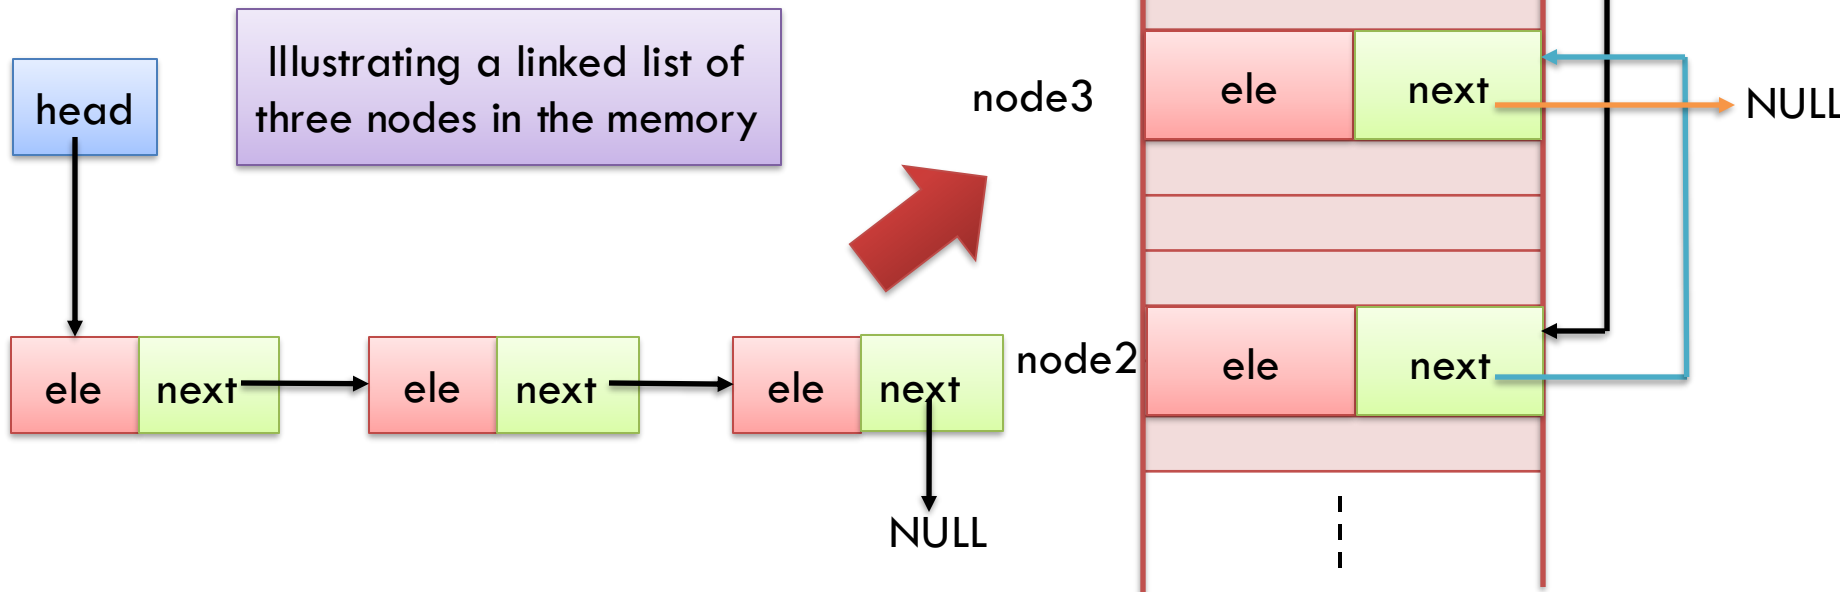 Illustrating a linked list of
three nodes in the memory
head
ele next
ele next
ele next
NULL
node3
ele next
NULL
node2
ele next